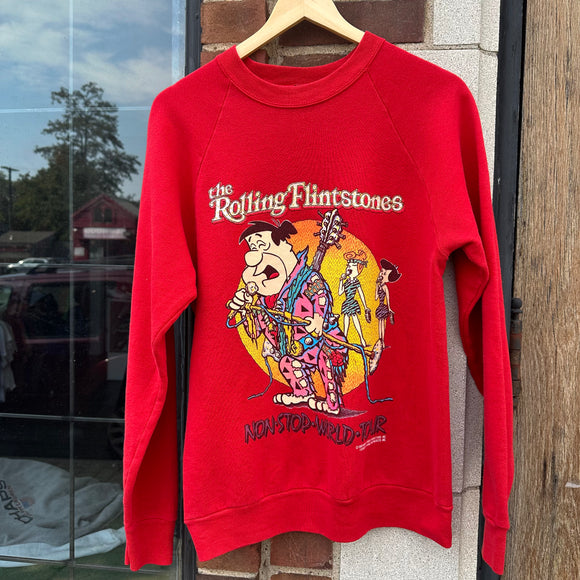 the
Rolling Flintstones
NON·STOP·WORLD·TOUR